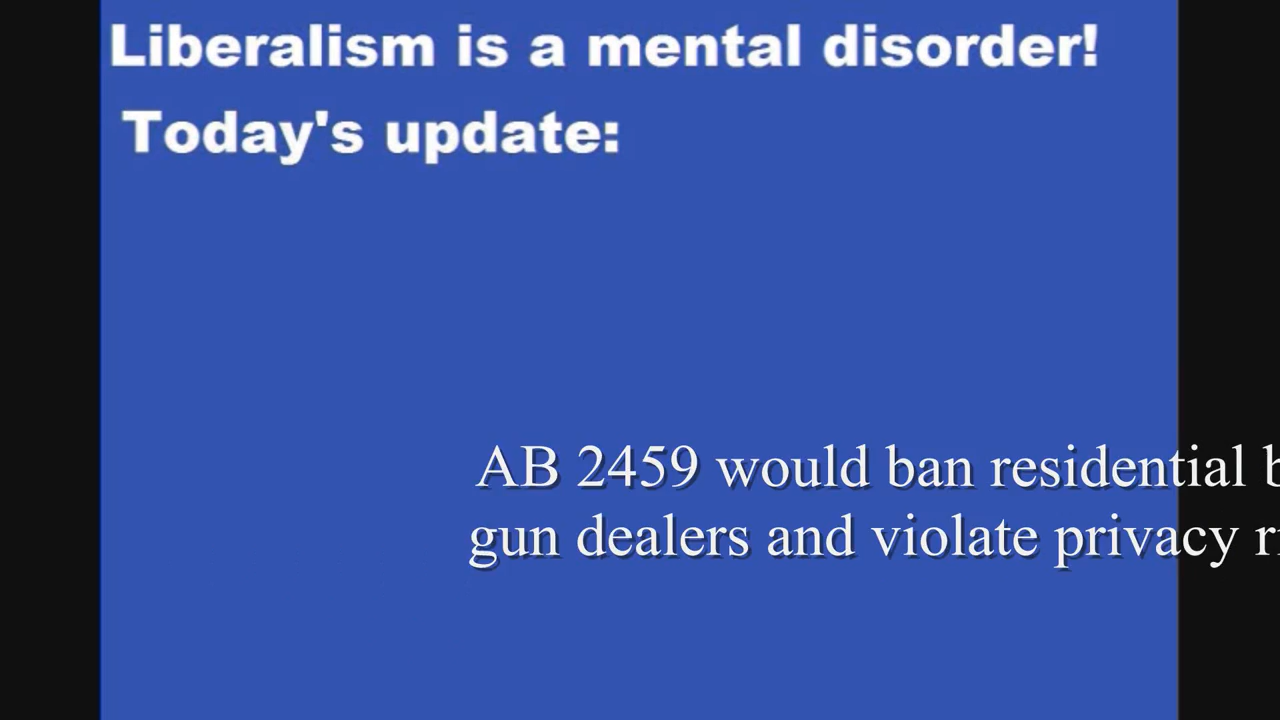 Liberalism is a mental disorder!
Today's update:
AB 2459 would ban residential
gun dealers and violate privacy